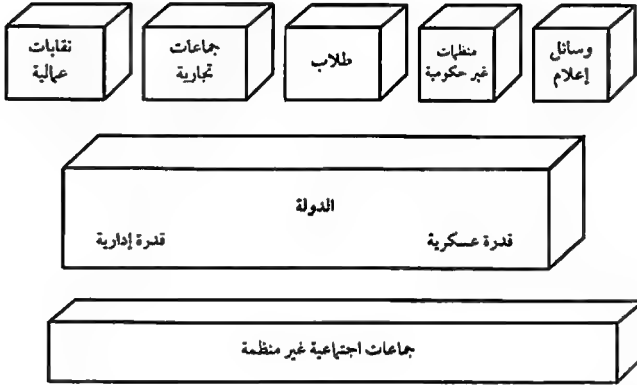 وسائل
إعلام
منظمات
غير حكومية
طلاب
جماعات
تجارية
نقابات
عمالية
الدولة
قدرة عسكرية
قدرة إدارية
جماعات اجتماعية غير منظمة